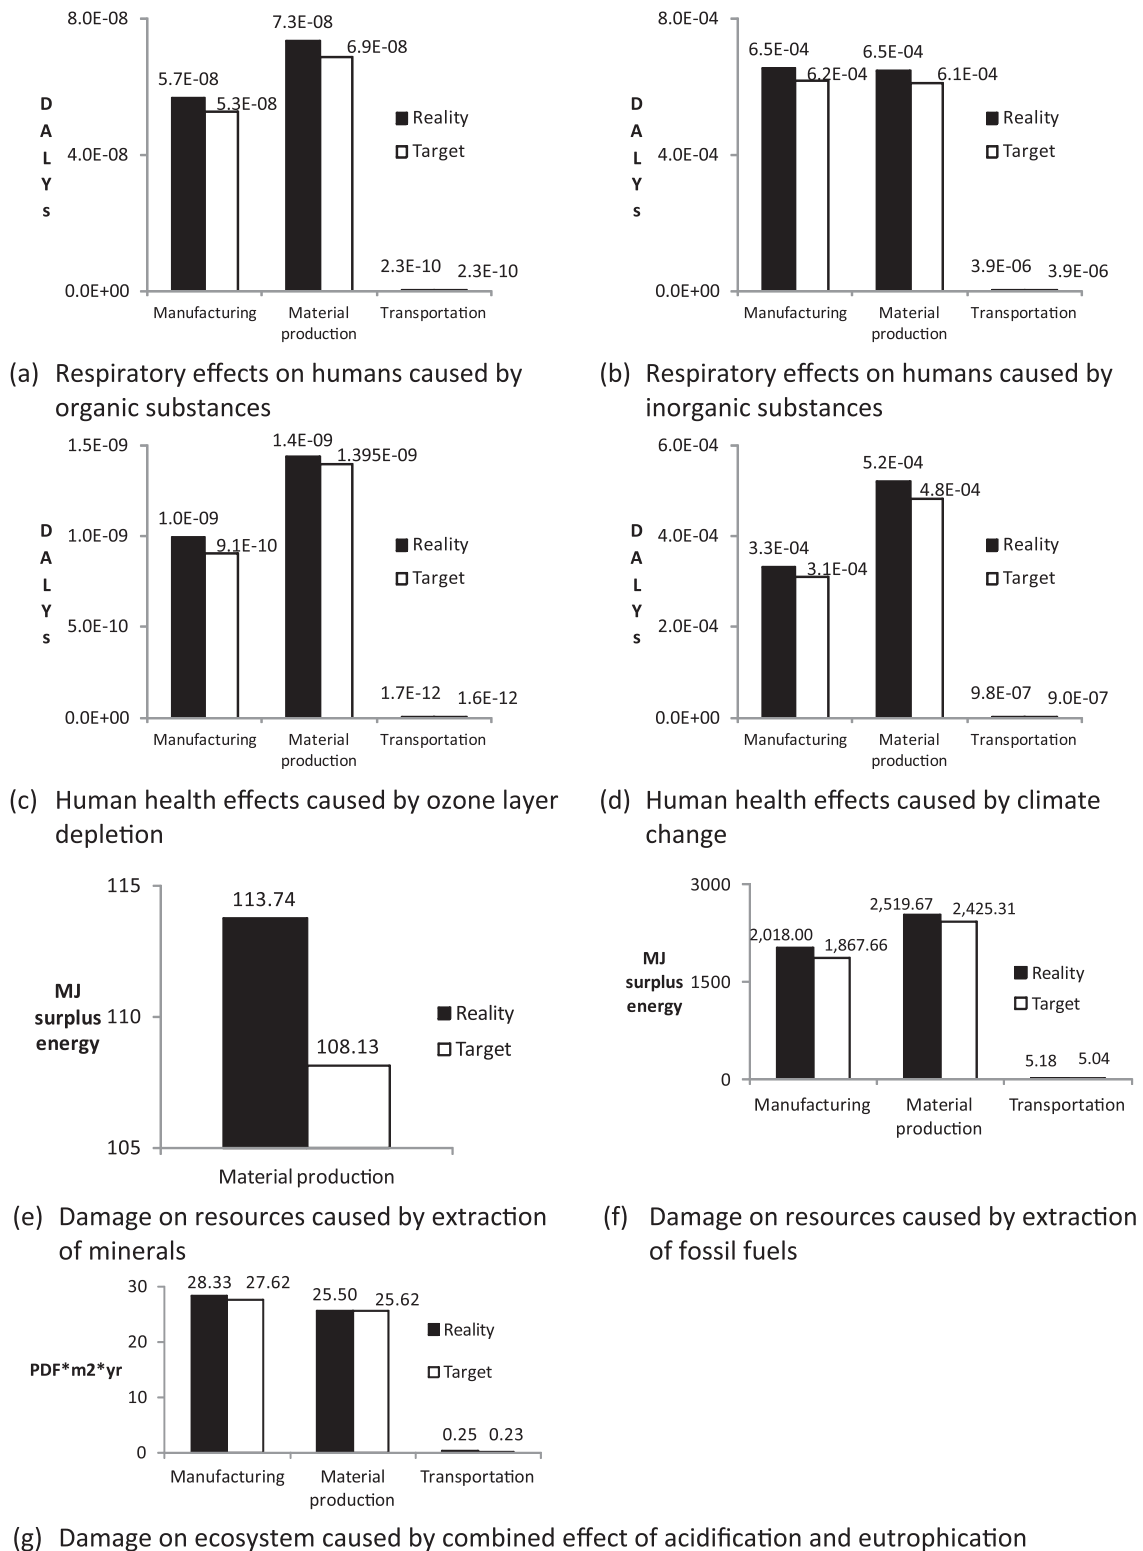 8.0E-08
7.3E-08
6.9E-08
5.7E-08
5.3E-08
D
A
L
Y
s
4.0E-08
Reality
Target
2.3E-10
2.3E-10
0.0E+00
Manufacturing
Material
production
Transportation
(a) Respiratory effects on humans caused by
organic substances
8.0E-04
6.5E-04
6.2E-04
6.5E-04
6.1E-04
D
A
L
Y
s
4.0E-04
Reality
Target
3.9E-06
3.9E-06
0.0E+00
Manufacturing
Material
production
Transportation
(b) Respiratory effects on humans caused by
inorganic substances
1.5E-09
1.4E-09
1.395E-09
1.0E-09
1.0E-09
9.1E-10
D
A
L
Y
s
Reality
Target
5.0E-10
1.7E-12
1.6E-12
0.0E+00
Manufacturing
Material
production
Transportation
(c) Human health effects caused by ozone layer
depletion
6.0E-04
5.2E-04
4.8E-04
4.0E-04
3.3E-04
3.1E-04
D
A
L
Y
s
Reality
Target
2.0E-04
9.8E-07
9.0E-07
0.0E+00
Manufacturing
Material
production
Transportation
(d) Human health effects caused by climate
change
115
113.74
MJ
surplus
energy
110
108.13
Reality
Target
105
Material production
(e) Damage on resources caused by extraction
of minerals
3000
2,519.67
2,425.31
2,018.00
1,867.66
MJ
surplus
energy
1500
Reality
Target
5.18
5.04
0
Manufacturing
Material
production
Transportation
(f) Damage on resources caused by extraction
of fossil fuels
30
28.33
27.62
25.50
25.62
20
PDF*m2*yr
Reality
Target
10
0.25
0.23
0
Manufacturing
Material
production
Transportation
(g) Damage on ecosystem caused by combined effect of acidification and eutrophication